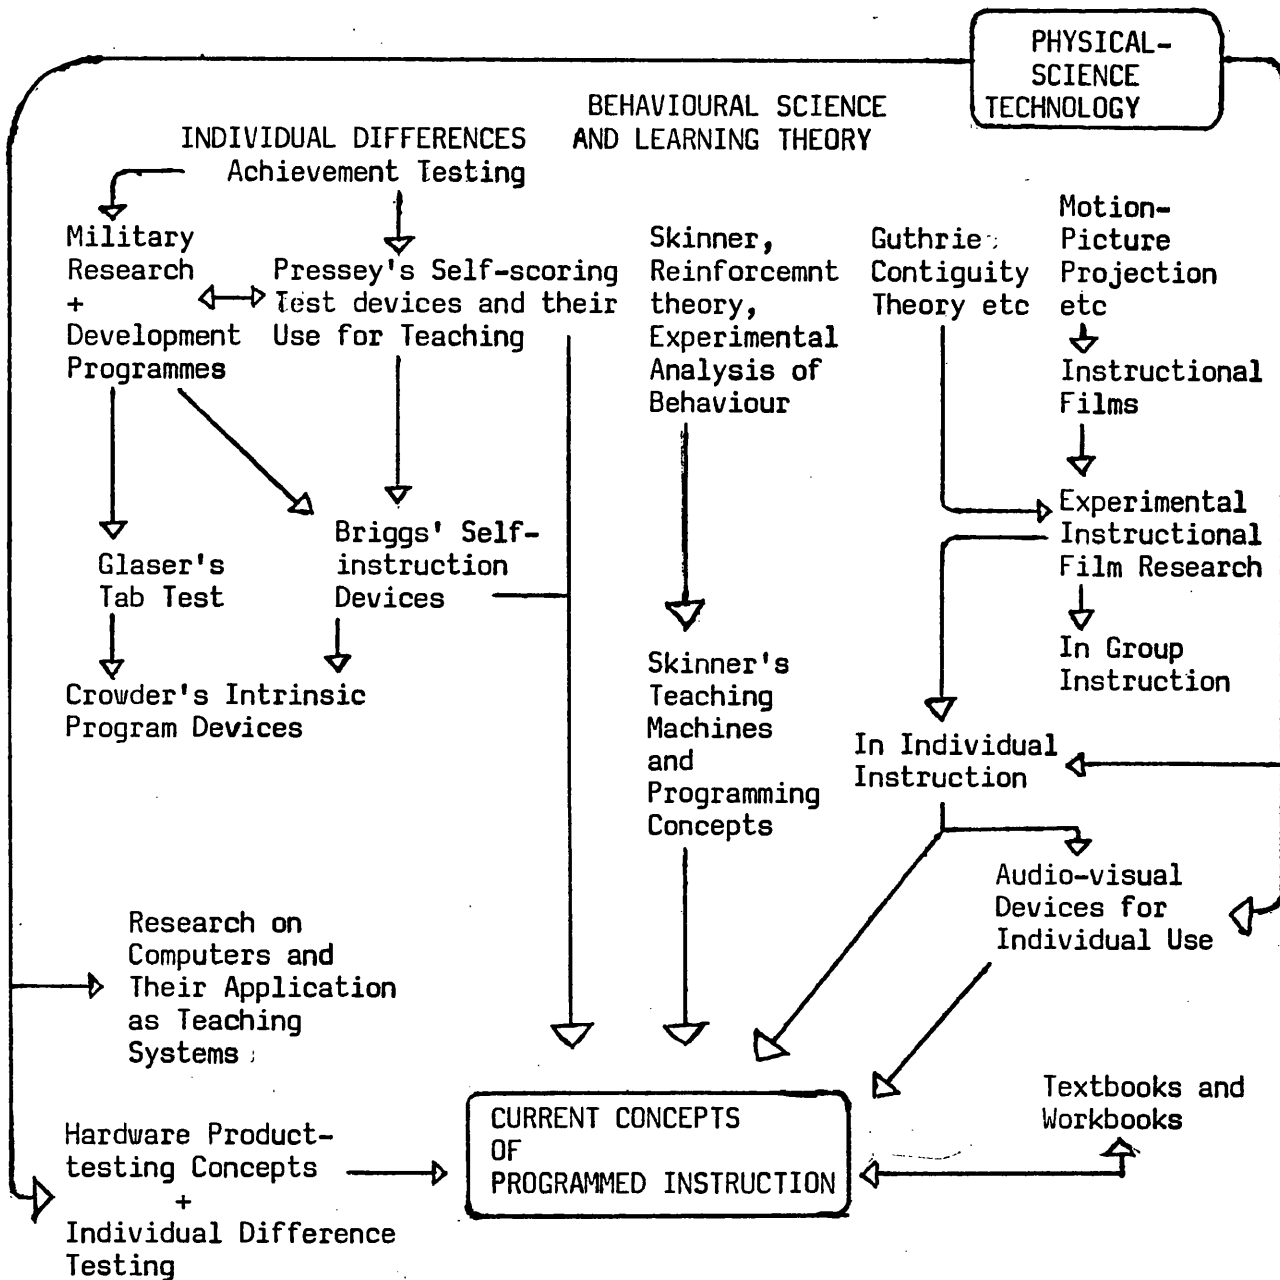 PHYSICAL-
SCIENCE
TECHNOLOGY
BEHAVIOURAL SCIENCE
AND LEARNING THEORY
INDIVIDUAL DIFFERENCES
Achievement Testing
Military
Research
+
Development
Programmes
Pressey's Self-scoring
Test devices and their
Use for Teaching
Skinner,
Reinforcemnt
theory,
Experimental
Analysis of
Behaviour
Guthrie
Contiguity
Theory etc
Motion-
Picture
Projection
etc
Instructional
Films
Experimental
Instructional
Film Research
In Group
Instruction
Glaser's
Tab Test
Briggs' Self-
instruction
Devices
Crowder's Intrinsic
Program Devices
Skinner's
Teaching
Machines
and
Programming
Concepts
In Individual
Instruction
Audio-visual
Devices for
Individual Use
Research on
Computers and
Their Application
as Teaching
Systems
Hardware Product-
testing Concepts
+
Individual Difference
Testing
CURRENT CONCEPTS
OF
PROGRAMMED INSTRUCTION
Textbooks and
Workbooks